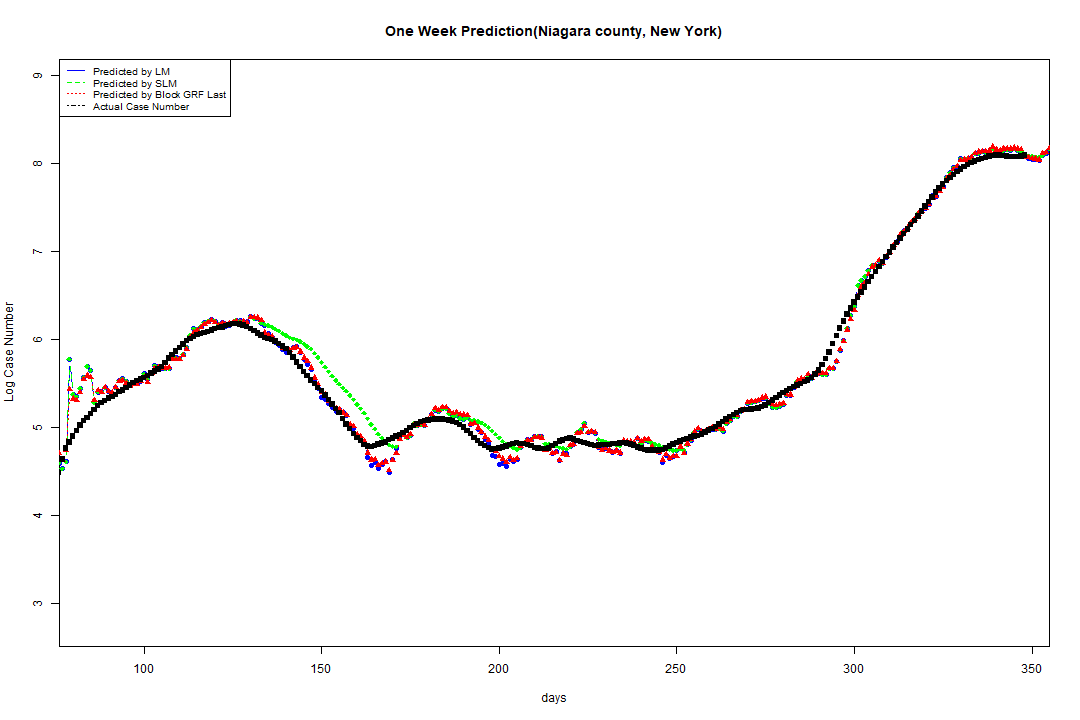 One Week Prediction(Niagara county, New York)
Predicted by LM
Predicted by SLM
Predicted by Block GRF Last
Actual Case Number
9
8
7
6
5
4
3
Log Case Number
100 150 200 250 300 350
days